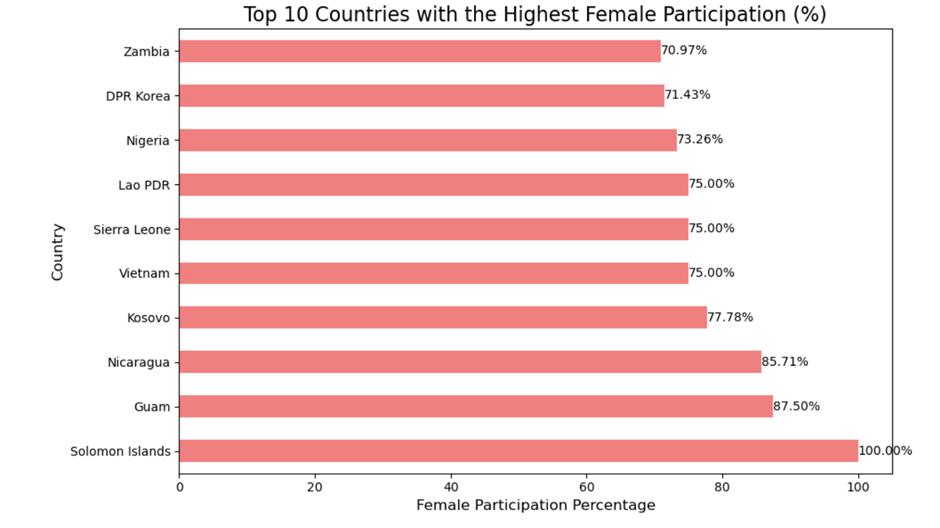 Top 10 Countries with the Highest Female Participation (%)
Zambia 70.97%
DPR Korea 71.43%
Nigeria 73.26%
Lao PDR 75.00%
Sierra Leone 75.00%
Vietnam 75.00%
Kosovo 77.78%
Nicaragua 85.71%
Guam 87.50%
Solomon Islands 100.00%
Country
0 20 40 60 80 100
Female Participation Percentage